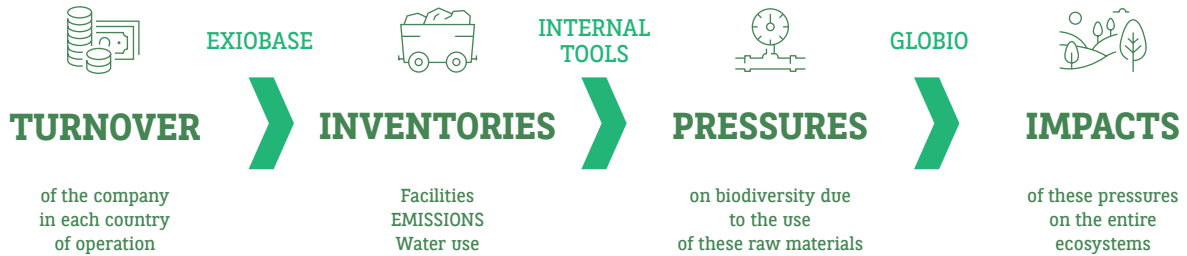 EXIOBASE
INTERNAL
TOOLS
GLOBIO
TURNOVER
INVENTORIES
PRESSURES
IMPACTS
of the company
in each country
of operation
Facilities
EMISSIONS
Water use
on biodiversity due
to the use
of these raw materials
of these pressures
on the entire
ecosystems